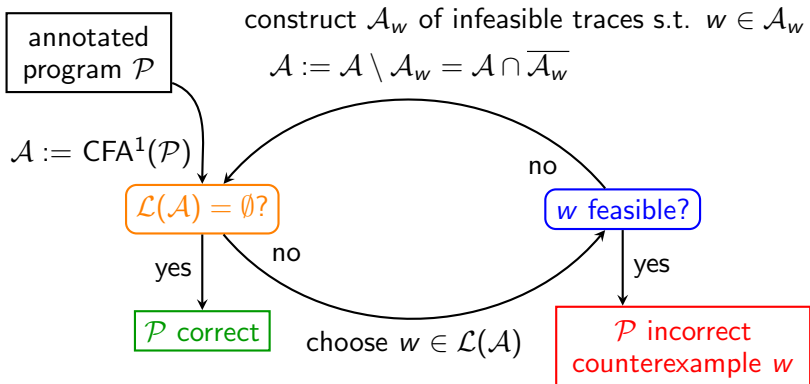 construct 𝒜_w of infeasible traces s.t. w ∈ 𝒜_w
annotated
program 𝒫
𝒜 := 𝒜 \ 𝒜_w = 𝒜 ∩ \overline{𝒜_w}
𝒜 := CFA¹(𝒫)
no
ℒ(𝒜) = ∅?
w feasible?
yes
no
yes
𝒫 correct
choose w ∈ ℒ(𝒜)
𝒫 incorrect
counterexample w